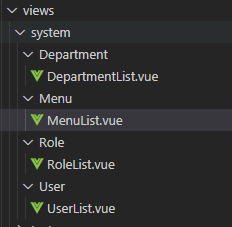 views
system
Department
DepartmentList.vue
Menu
MenuList.vue
Role
RoleList.vue
User
UserList.vue